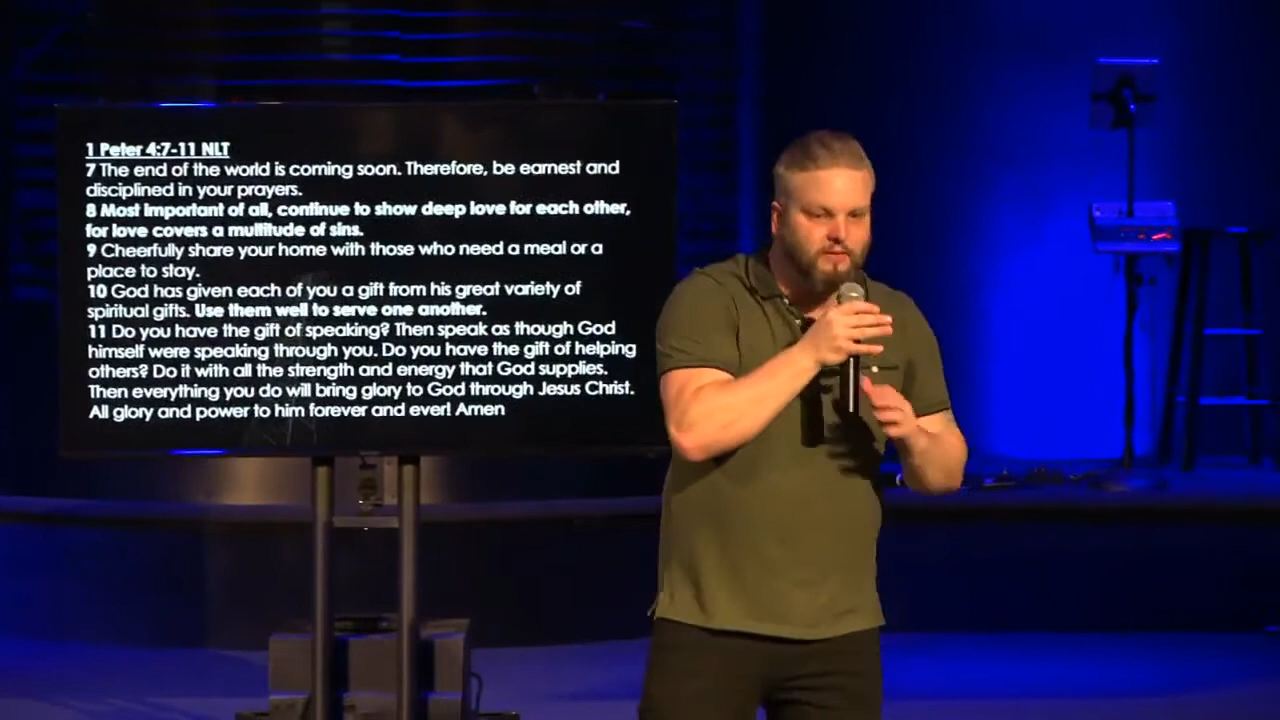 1 Peter 4:7-11 NLT
7 The end of the world is coming soon. Therefore, be earnest and
disciplined in your prayers.
8 Most important of all, continue to show deep love for each other,
for love covers a multitude of sins.
9 Cheerfully share your home with those who need a meal or a
place to stay.
10 God has given each of you a gift from his great variety of
spiritual gifts. Use them well to serve one another.
11 Do you have the gift of speaking? Then speak as though God
himself were speaking through you. Do you have the gift of helping
others? Do it with all the strength and energy that God supplies.
Then everything you do will bring glory to God through Jesus Christ.
All glory and power to him forever and ever! Amen